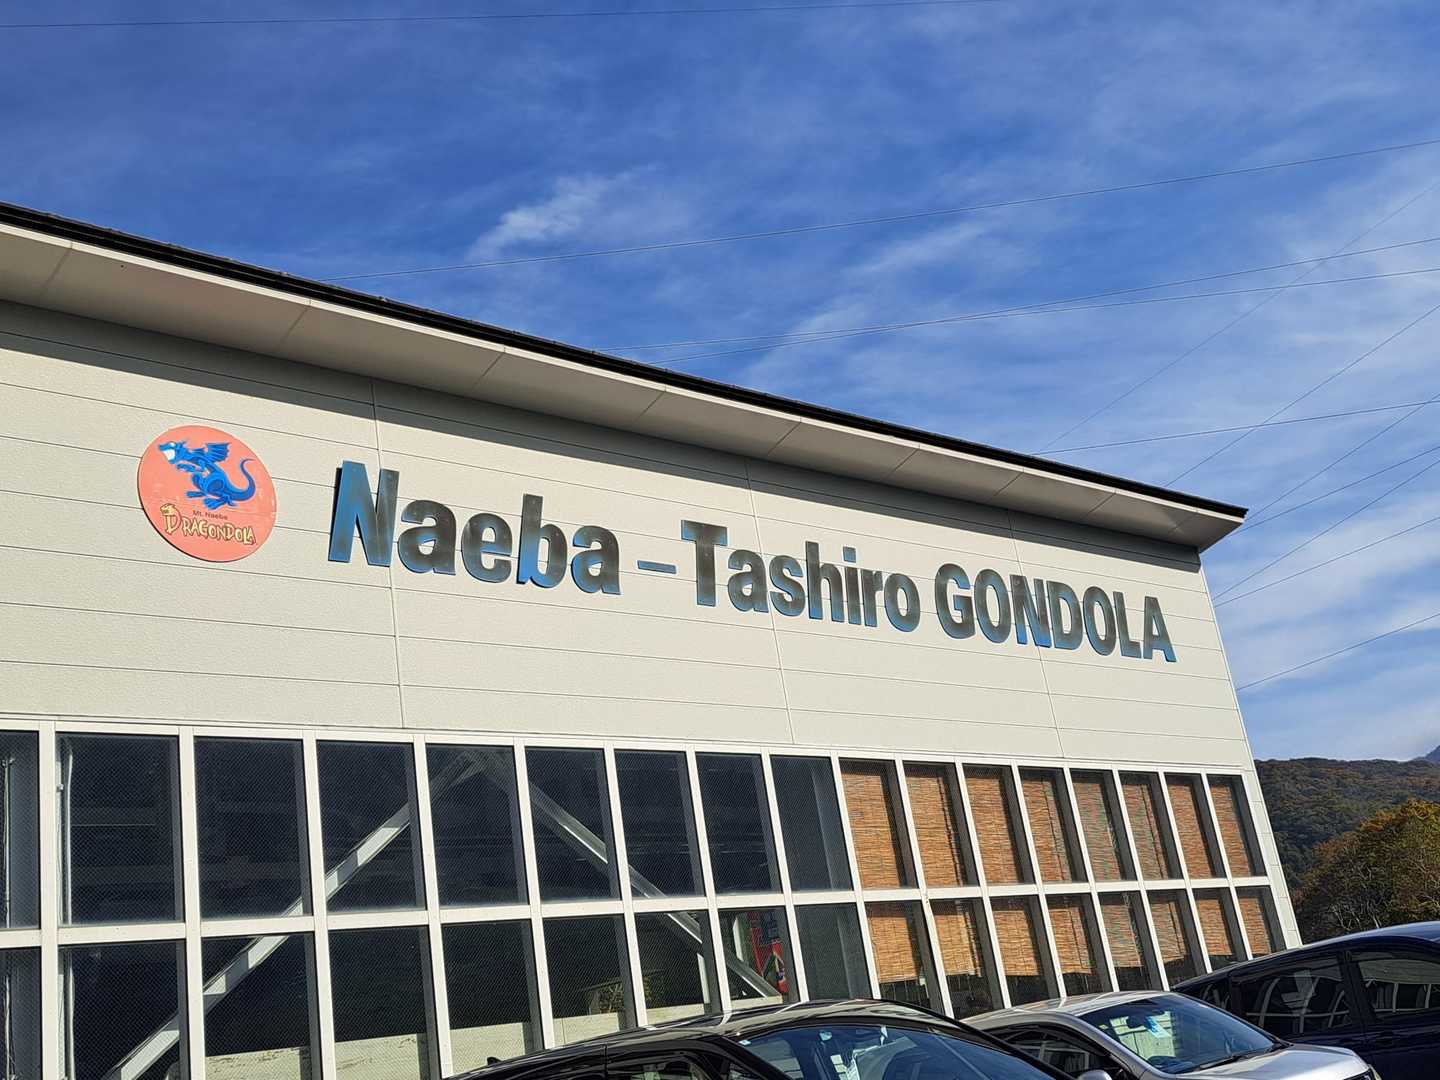 Mt. Naeba
DRAGONDOLA
Naeba – Tashiro GONDOLA